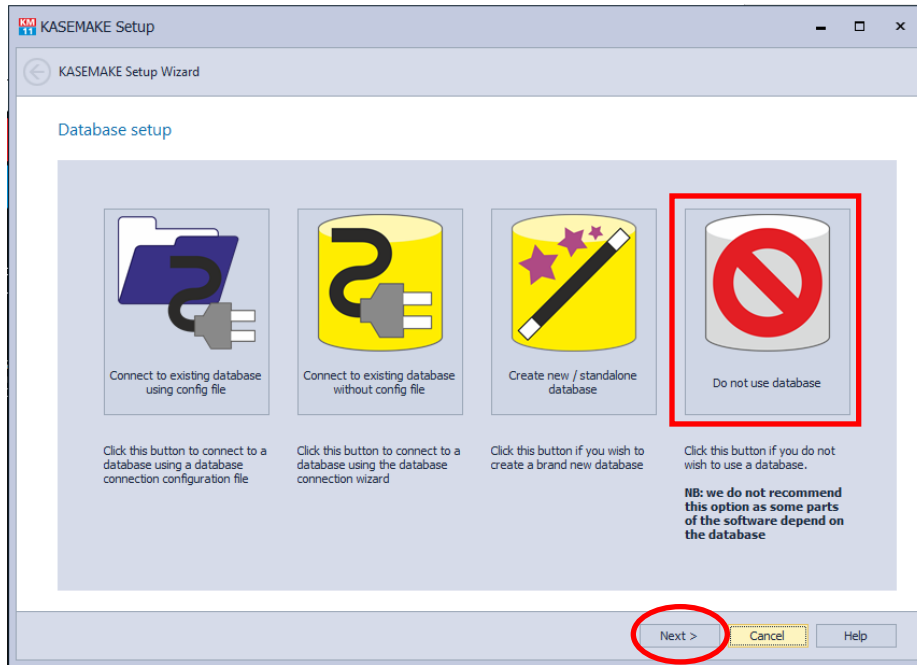 KM
11
KASEMAKE Setup
KASEMAKE Setup Wizard
Database setup
Connect to existing database
using config file
Connect to existing database
without config file
Create new / standalone
database
Do not use database
Click this button to connect to a
database using a database
connection configuration file
Click this button to connect to a
database using the database
connection wizard
Click this button if you wish to
create a brand new database
Click this button if you do not
wish to use a database.
NB: we do not recommend
this option as some parts
of the software depend on
the database
Next >
Cancel
Help